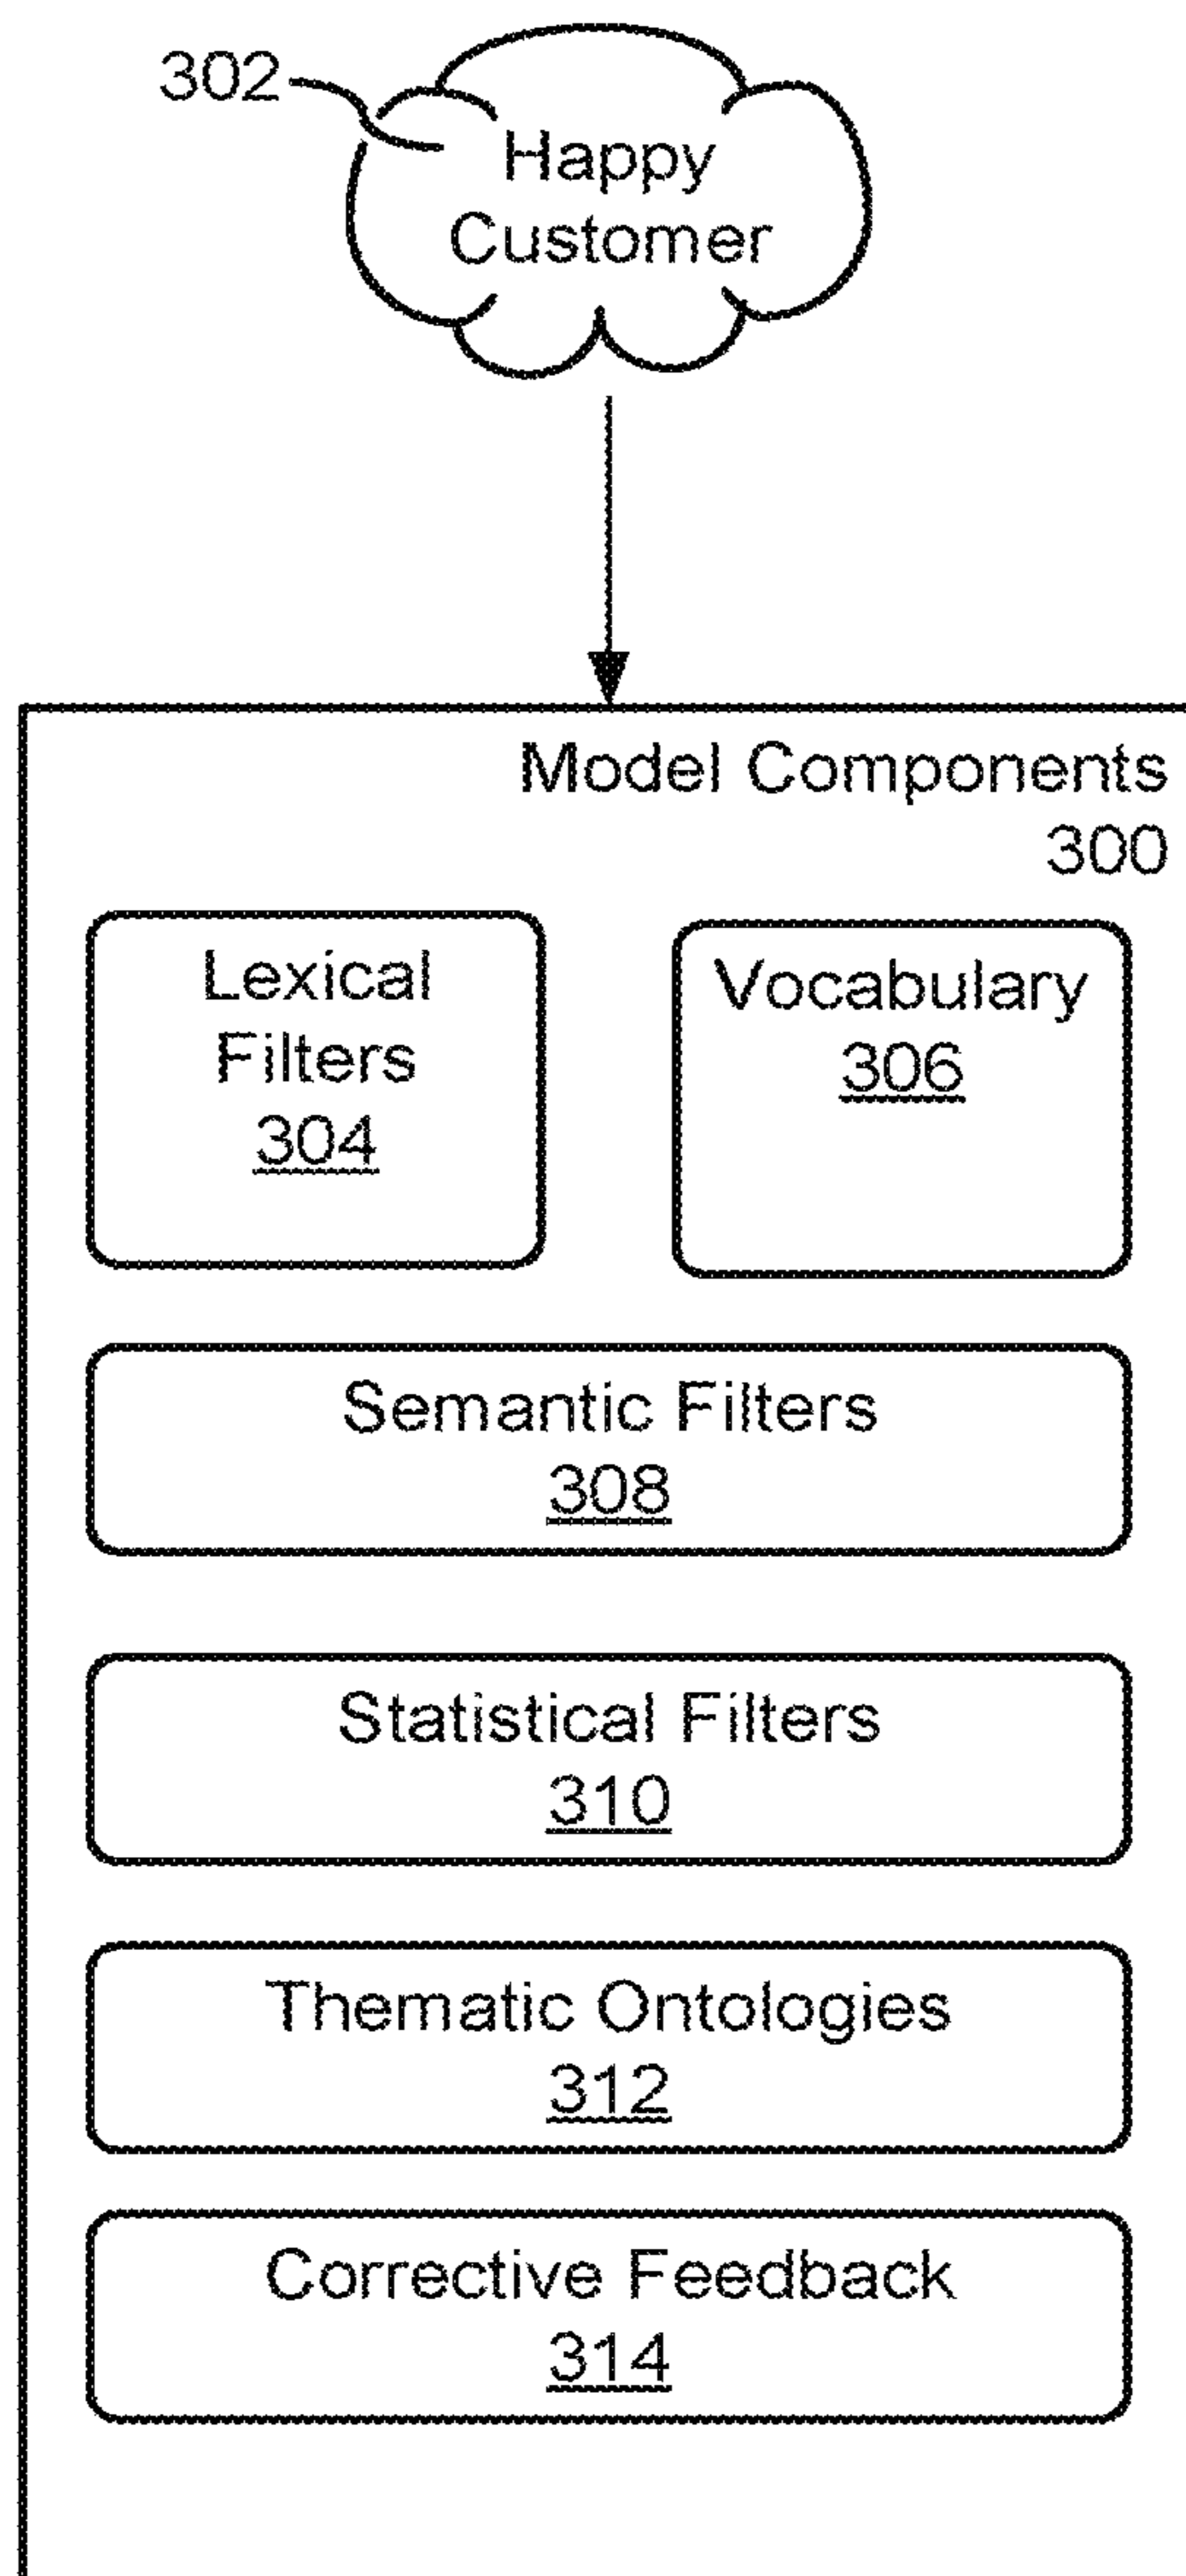 302
Happy
Customer
Model Components
300
Lexical
Filters
304
Vocabulary
306
Semantic Filters
308
Statistical Filters
310
Thematic Ontologies
312
Corrective Feedback
314